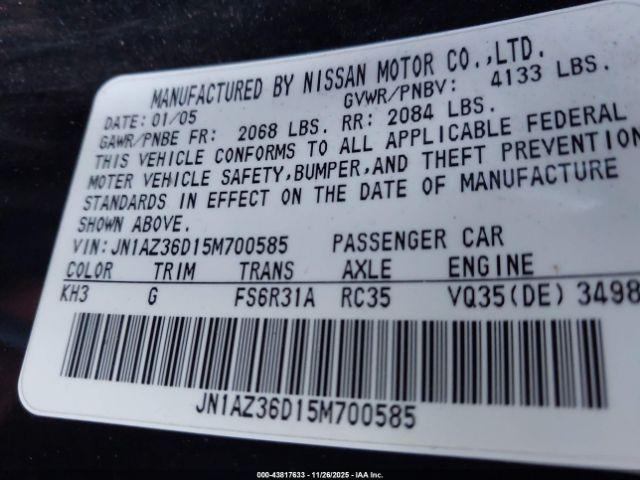 MANUFACTURED BY NISSAN MOTOR CO.,LTD.
DATE: 01/05 GVWR/PNBV: 4133 LBS.
GAWR/PNBE FR: 2068 LBS. RR: 2084 LBS.
THIS VEHICLE CONFORMS TO ALL APPLICABLE FEDERAL
MOTOR VEHICLE SAFETY,BUMPER,AND THEFT PREVENTION
STANDARDS IN EFFECT ON THE DATE OF MANUFACTURE
SHOWN ABOVE.
VIN:JN1AZ36D15M700585 PASSENGER CAR
COLOR TRIM TRANS AXLE ENGINE
KH3 G FS6R31A RC35 VQ35(DE) 3498
JN1AZ36D15M700585
000-43817633 - 11/26/2025 - IAA Inc.